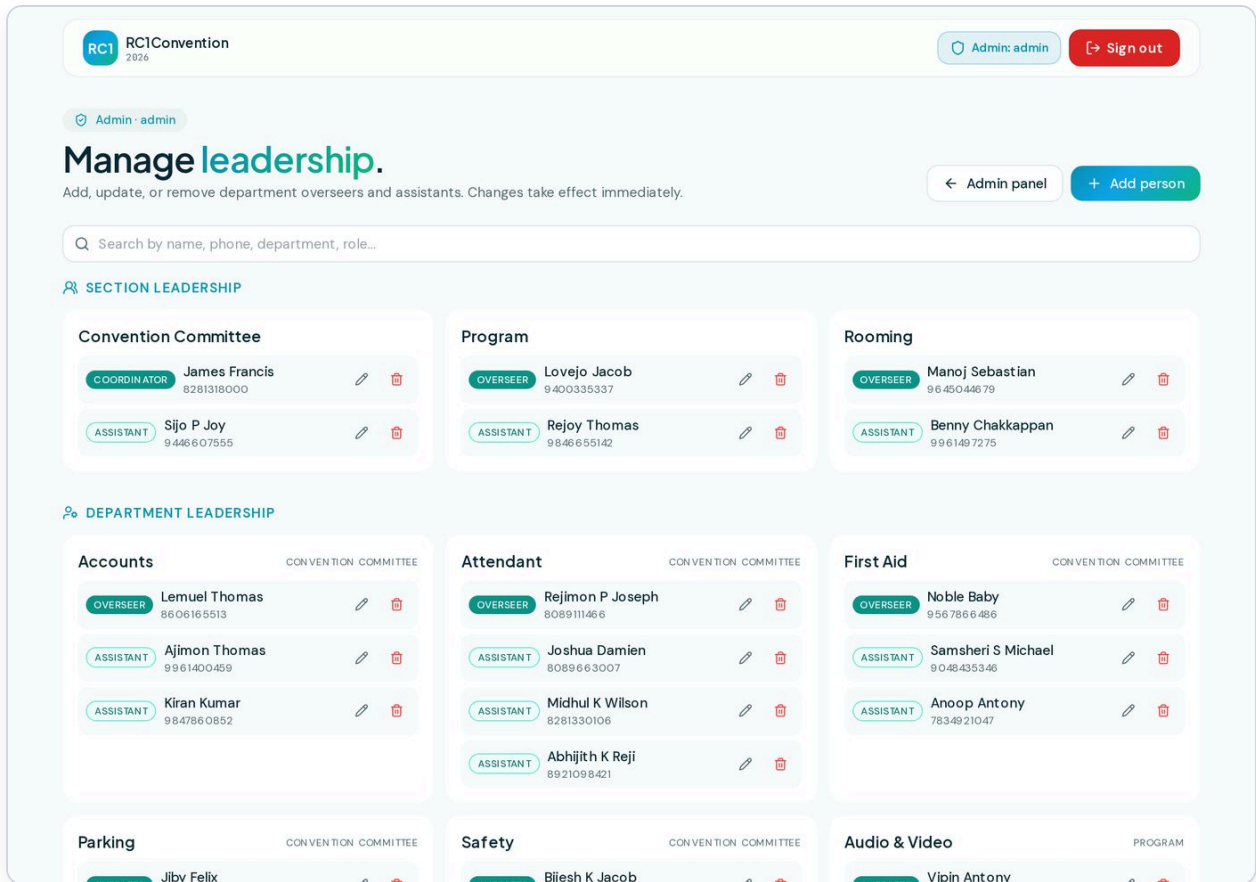 RC1
RC1Convention
2026
Admin: admin
Sign out
Admin · admin
Manage leadership.
Add, update, or remove department overseers and assistants. Changes take effect immediately.
Admin panel
Add person
Search by name, phone, department, role...
SECTION LEADERSHIP
Convention Committee
COORDINATOR
James Francis
8281318000
ASSISTANT
Sijo P Joy
9446607555
Program
OVERSEER
Lovejo Jacob
9400335337
ASSISTANT
Rejoy Thomas
9846655142
Rooming
OVERSEER
Manoj Sebastian
9645044679
ASSISTANT
Benny Chakkappan
9961497275
DEPARTMENT LEADERSHIP
Accounts
CONVENTION COMMITTEE
OVERSEER
Lemuel Thomas
8606165513
ASSISTANT
Ajimon Thomas
9961400459
ASSISTANT
Kiran Kumar
9847860852
Attendant
CONVENTION COMMITTEE
OVERSEER
Rejimon P Joseph
8089111466
ASSISTANT
Joshua Damien
8089663007
ASSISTANT
Midhul K Wilson
8281330106
ASSISTANT
Abhijith K Reji
8921098421
First Aid
CONVENTION COMMITTEE
OVERSEER
Noble Baby
9567866486
ASSISTANT
Samsheri S Michael
9048435346
ASSISTANT
Anoop Antony
7834921047
Parking
CONVENTION COMMITTEE
Jiby Felix
Safety
CONVENTION COMMITTEE
Bijesh K Jacob
Audio & Video
PROGRAM
Vipin Antony